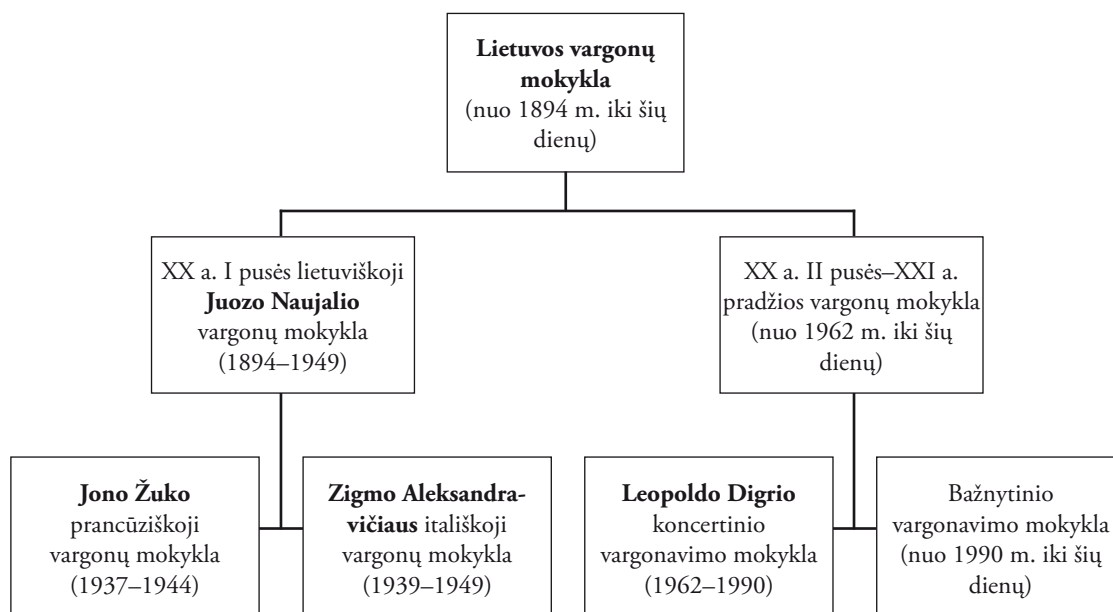 Lietuvos vargonų
mokykla
(nuo 1894 m. iki šių
dienų)
XX a. I pusės lietuviškoji
Juozo Naujalio
vargonų mokykla
(1894–1949)
XX a. II pusės–XXI a.
pradžios vargonų mokykla
(nuo 1962 m. iki šių
dienų)
Jono Žuko
prancūziškoji
vargonų mokykla
(1937–1944)
Zigmo Aleksandra-
vičiaus itališkoji
vargonų mokykla
(1939–1949)
Leopoldo Digrio
koncertinio
vargonavimo mokykla
(1962–1990)
Bažnytinio
vargonavimo mokykla
(nuo 1990 m. iki šių
dienų)